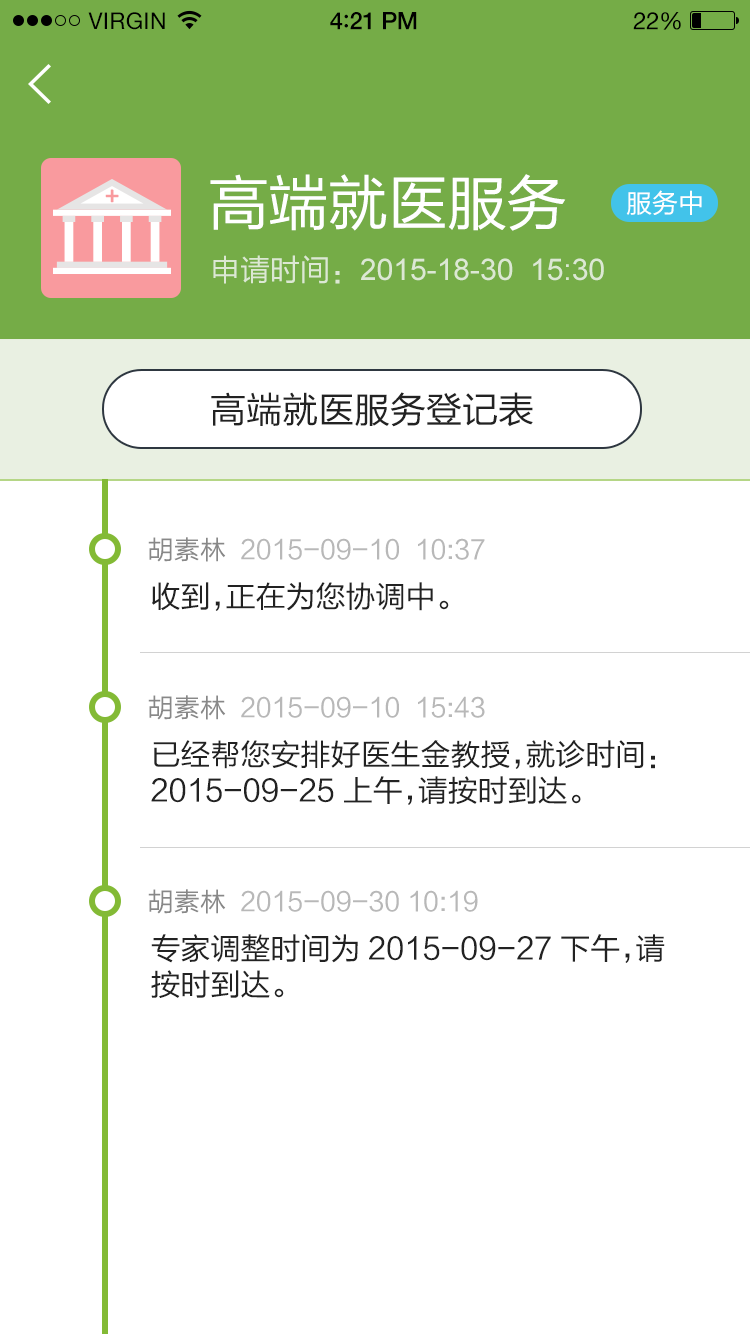 VIRGIN 4:21 PM 22%
高端就医服务 服务中
申请时间：2015-18-30 15:30
高端就医服务登记表
胡素林 2015-09-10 10:37
收到,正在为您协调中。
胡素林 2015-09-10 15:43
已经帮您安排好医生金教授,就诊时间：
2015-09-25 上午,请按时到达。
胡素林 2015-09-30 10:19
专家调整时间为 2015-09-27 下午,请
按时到达。